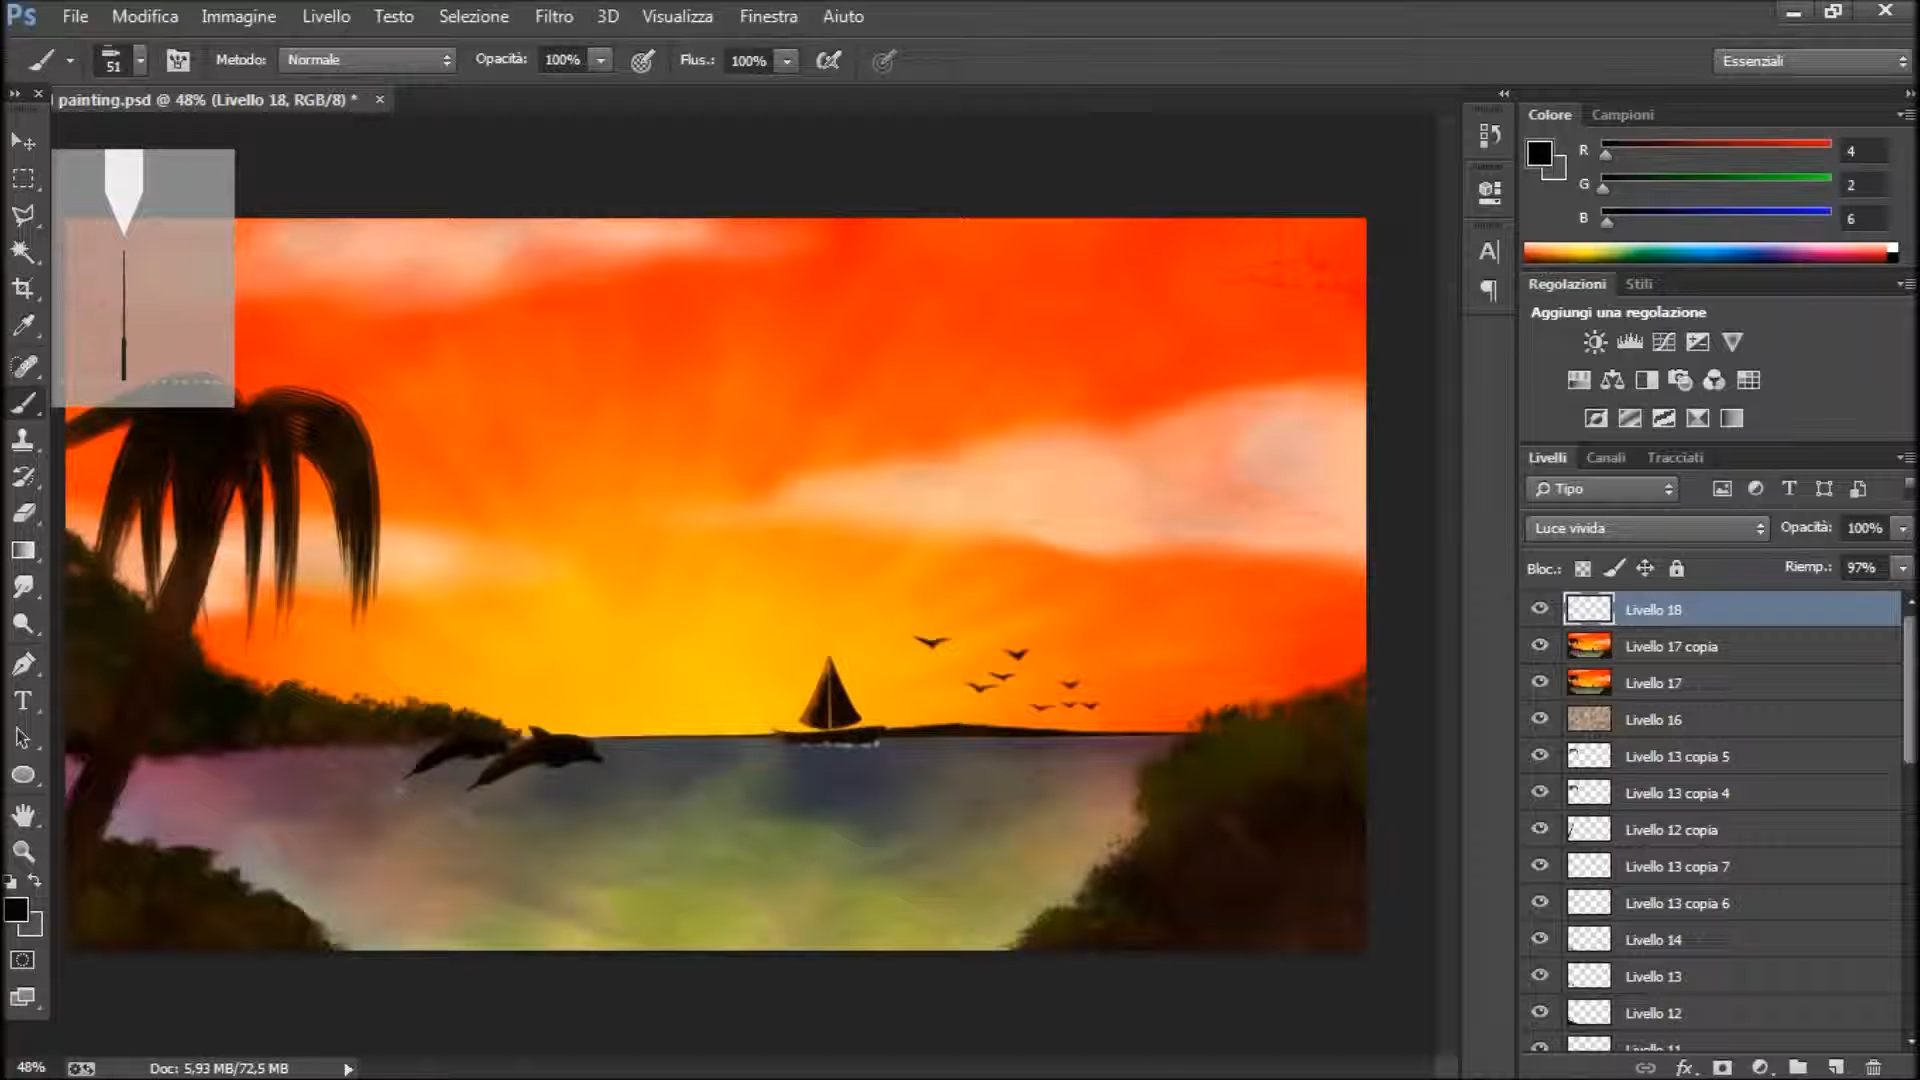 Ps File Modifica Immagine Livello Testo Selezione Filtro 3D Visualizza Finestra Aiuto
51 Metodo: Normale Opacità: 100% Flus.: 100% Essenziali
painting.psd @ 48% (Livello 18, RGB/8) *
Colore Campioni
R 4
G 2
B 6
Regolazioni Stili
Aggiungi una regolazione
Livelli Canali Tracciati
Tipo
Luce vivida Opacità: 100%
Bloc.: Riemp.: 97%
Livello 18
Livello 17 copia
Livello 17
Livello 16
Livello 13 copia 5
Livello 13 copia 4
Livello 12 copia
Livello 13 copia 7
Livello 13 copia 6
Livello 14
Livello 13
Livello 12
Livello 11
48% Doc: 5,93 MB/72,5 MB